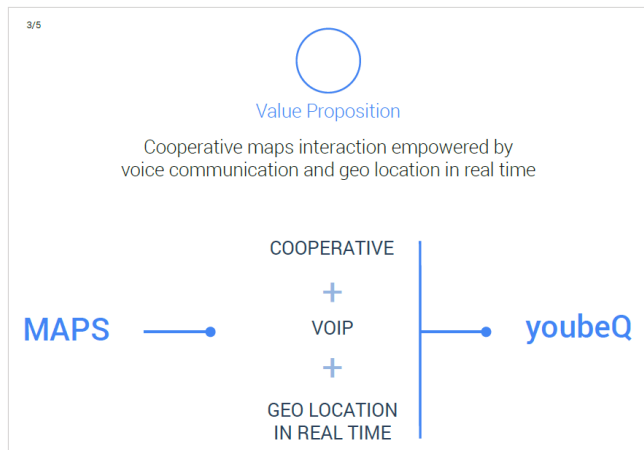 3/5
Value Proposition
Cooperative maps interaction empowered by
voice communication and geo location in real time
COOPERATIVE
+
MAPS
VOIP
youbeQ
+
GEO LOCATION
IN REAL TIME